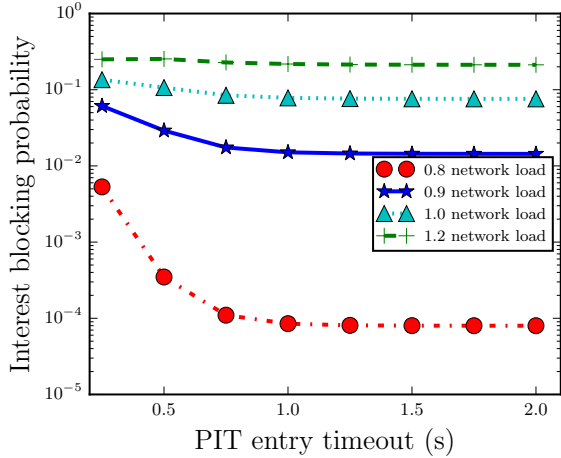 Interest blocking probability
10^0
10^-1
10^-2
10^-3
10^-4
10^-5
0.8 network load
0.9 network load
1.0 network load
1.2 network load
0.5
1.0
1.5
2.0
PIT entry timeout (s)